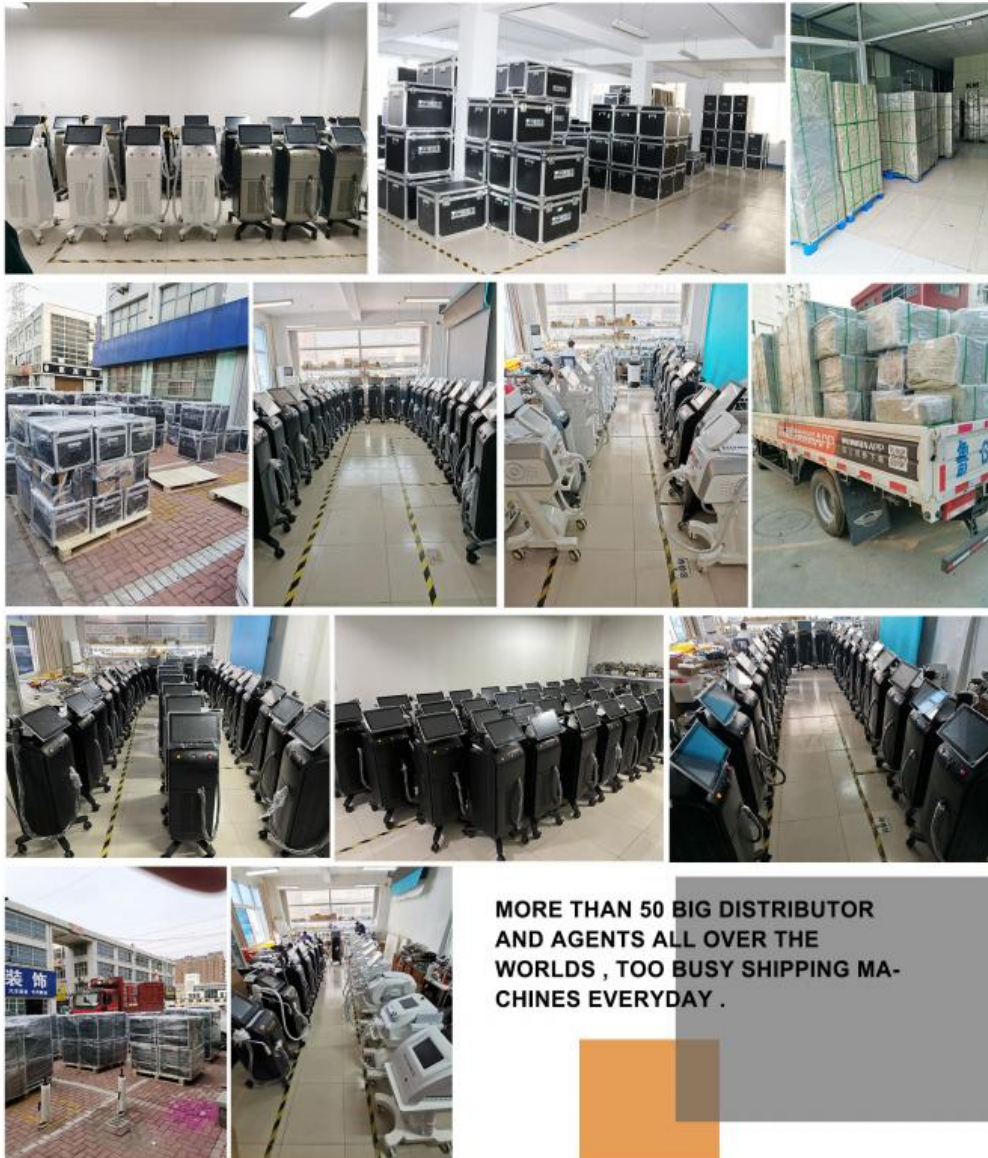 装饰
MORE THAN 50 BIG DISTRIBUTOR
AND AGENTS ALL OVER THE
WORLDS , TOO BUSY SHIPPING MA-
CHINES EVERYDAY .